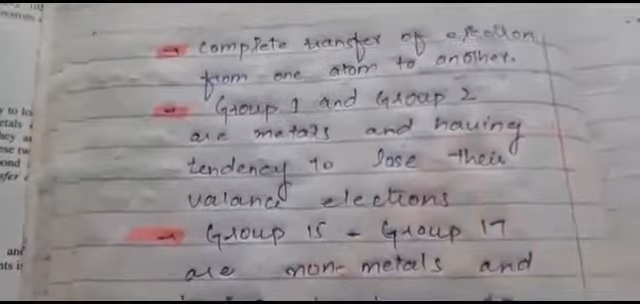 → complete transfer of electron
from one atom to another.
→ Group 1 and Group 2
are metals and having
tendency to lose their
valance elections
→ Group 15 - Group 17
are non-metals and